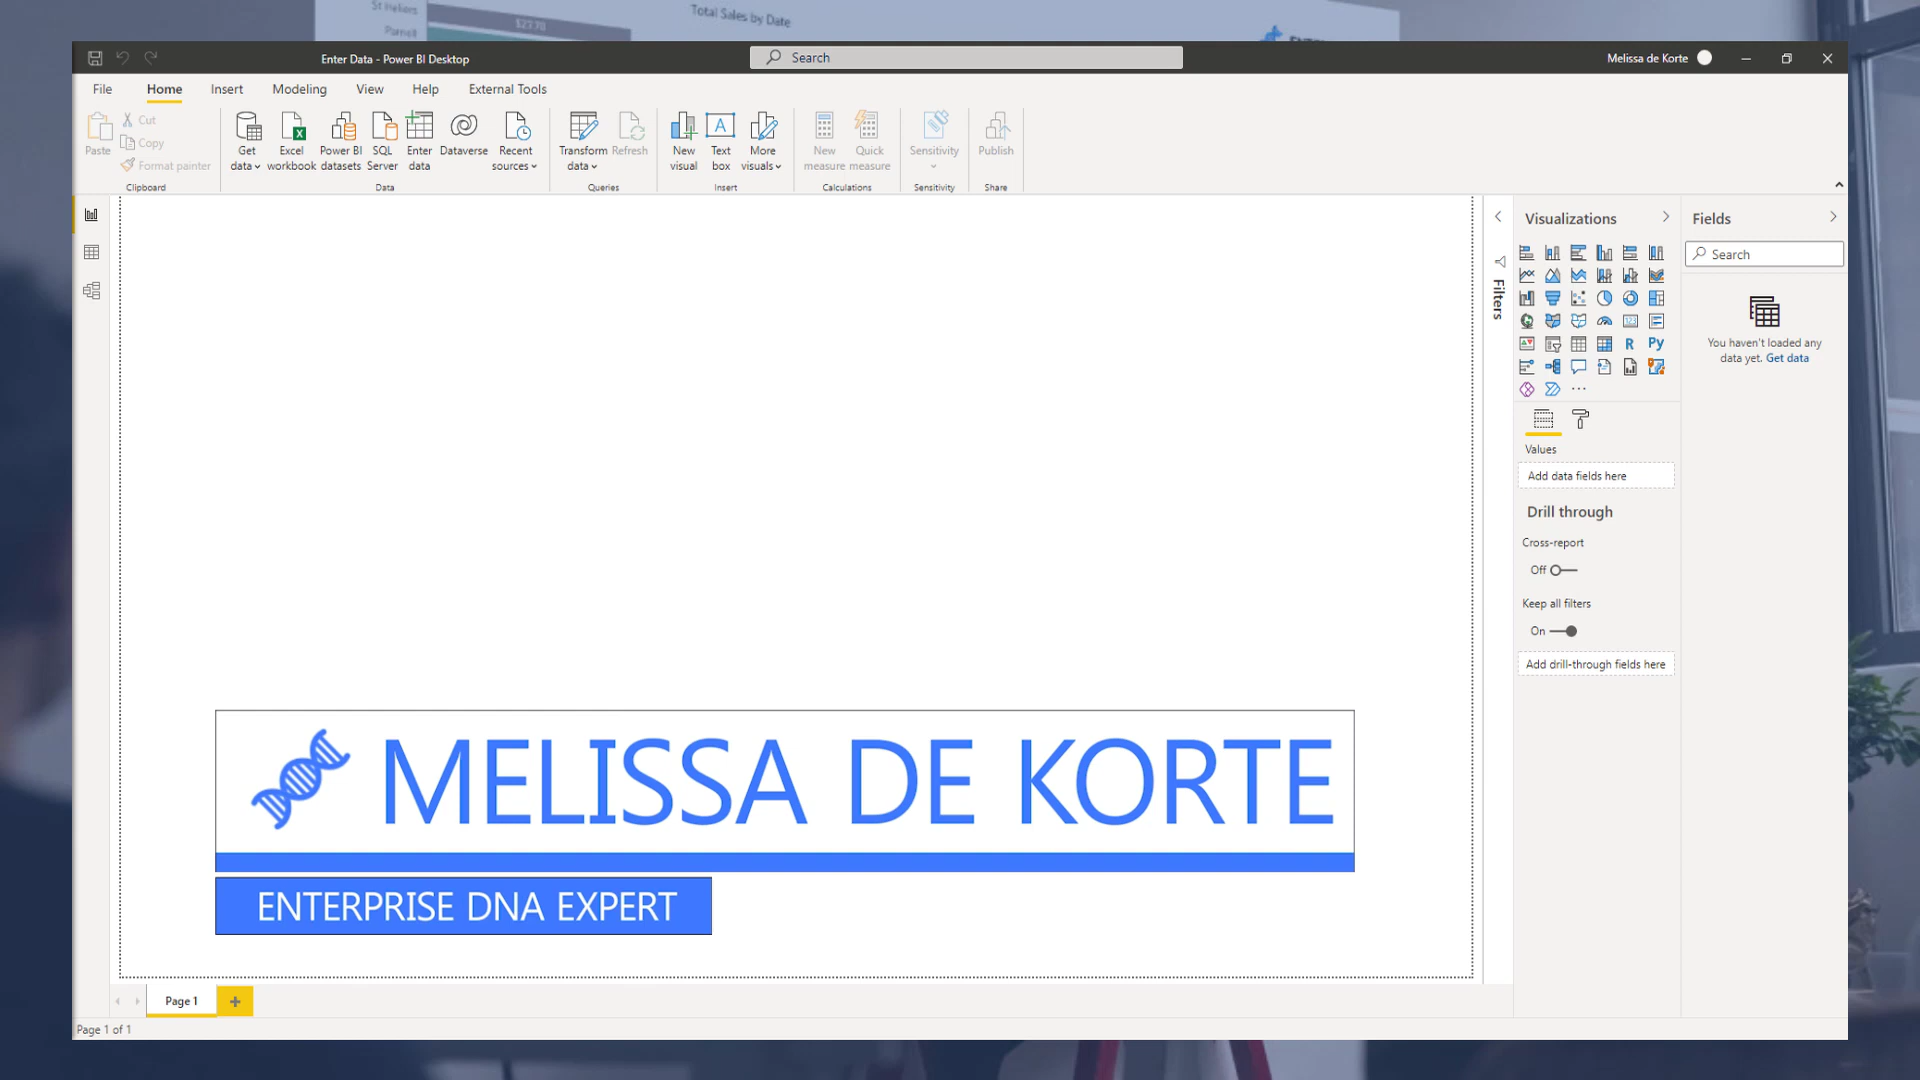 St Heliers
Parnell
$22.70
Total Sales by Date
Enter Data - Power BI Desktop
Search
Melissa de Korte
File
Home
Insert
Modeling
View
Help
External Tools
Paste
Cut
Copy
Format painter
Clipboard
Get data
Excel workbook
Power BI datasets
SQL Server
Enter data
Dataverse
Recent sources
Data
Transform data
Refresh
Queries
New visual
Text box
More visuals
Insert
New measure
Quick measure
Calculations
Sensitivity
Sensitivity
Publish
Share
Filters
Visualizations
R
Py
Values
Add data fields here
Drill through
Cross-report
Off
Keep all filters
On
Add drill-through fields here
Fields
Search
You haven't loaded any
data yet. Get data
MELISSA DE KORTE
ENTERPRISE DNA EXPERT
Page 1
Page 1 of 1